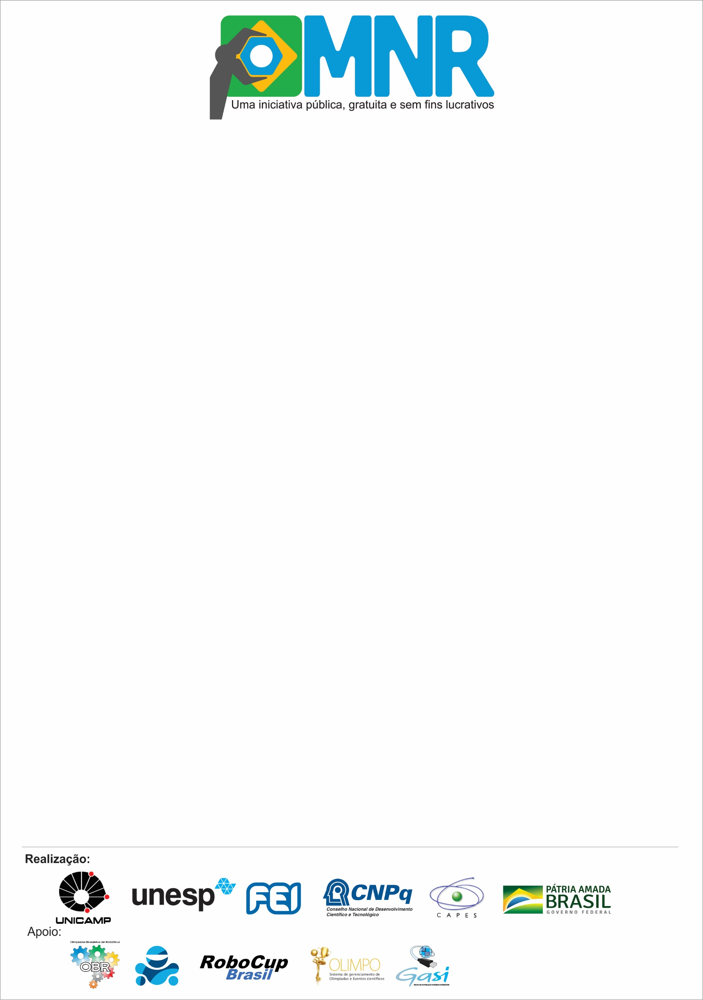 MNR
Uma iniciativa pública, gratuita e sem fins lucrativos
Realização:
UNICAMP
unesp
FEI
CNPq
Conselho Nacional de Desenvolvimento
Científico e Tecnológico
CAPES
PÁTRIA AMADA
BRASIL
GOVERNO FEDERAL
Apoio:
Olimpíada Brasileira de Robótica
OBR
RoboCup
Brasil
OLIMPO
Sistema de gerenciamento de
Olimpíadas e Eventos científicos
Gasi